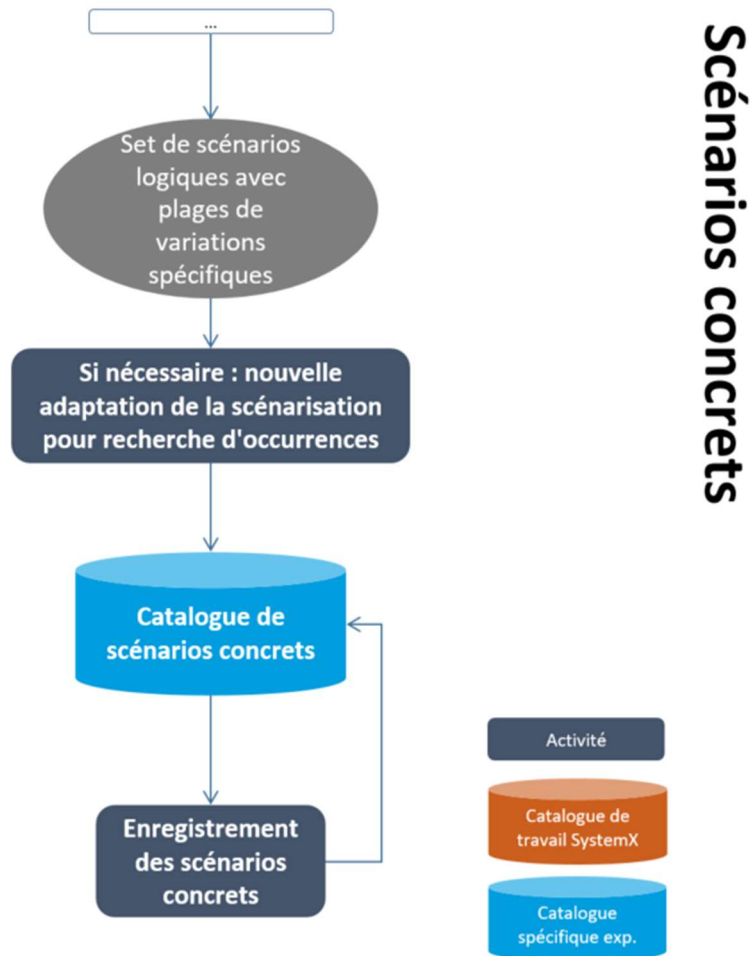 ...
Set de scénarios
logiques avec
plages de
variations
spécifiques
Si nécessaire : nouvelle
adaptation de la scénarisation
pour recherche d'occurrences
Catalogue de
scénarios concrets
Enregistrement
des scénarios
concrets
Scénarios concrets
Activité
Catalogue de
travail SystemX
Catalogue
spécifique exp.